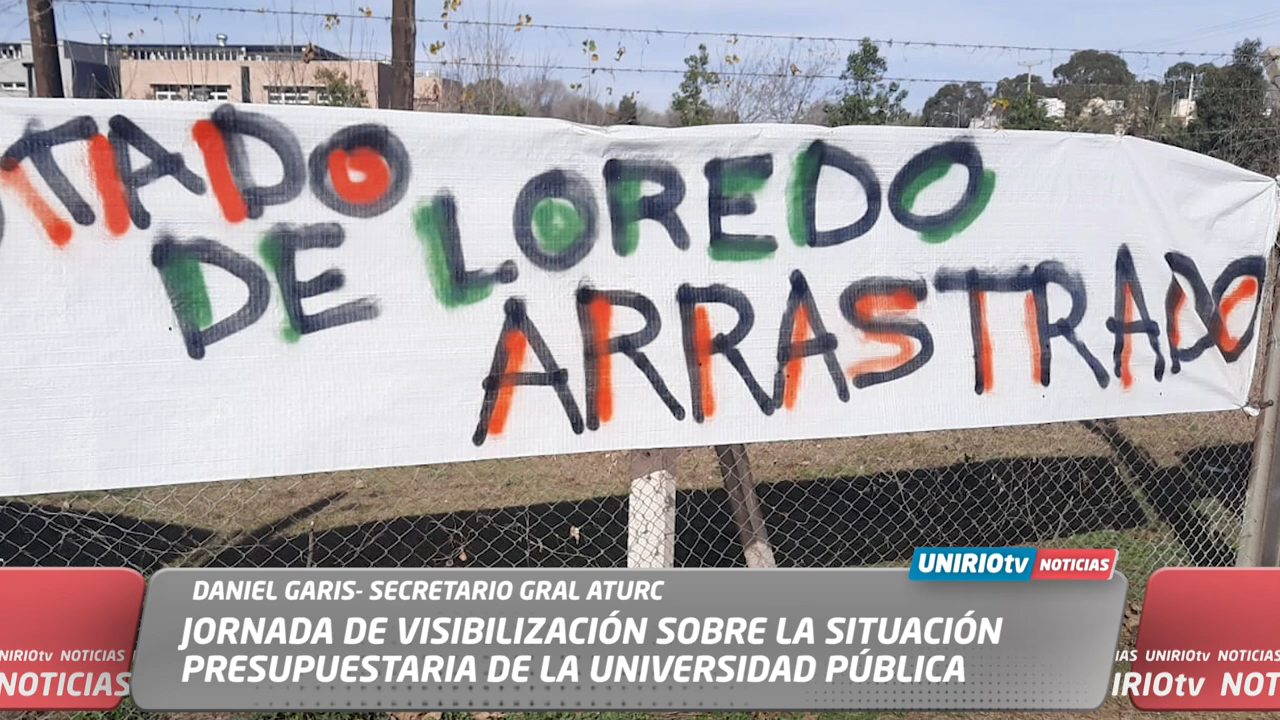 TADO
DE LOREDO
ARRASTRADO
UNIRIOtv NOTICIAS
DANIEL GARIS- SECRETARIO GRAL ATURC
JORNADA DE VISIBILIZACIÓN SOBRE LA SITUACIÓN
PRESUPUESTARIA DE LA UNIVERSIDAD PÚBLICA
NIRIOtv NOTICIAS
NOTICIAS
IAS UNIRIOtv NOTICIAS
IRIOtv NOT